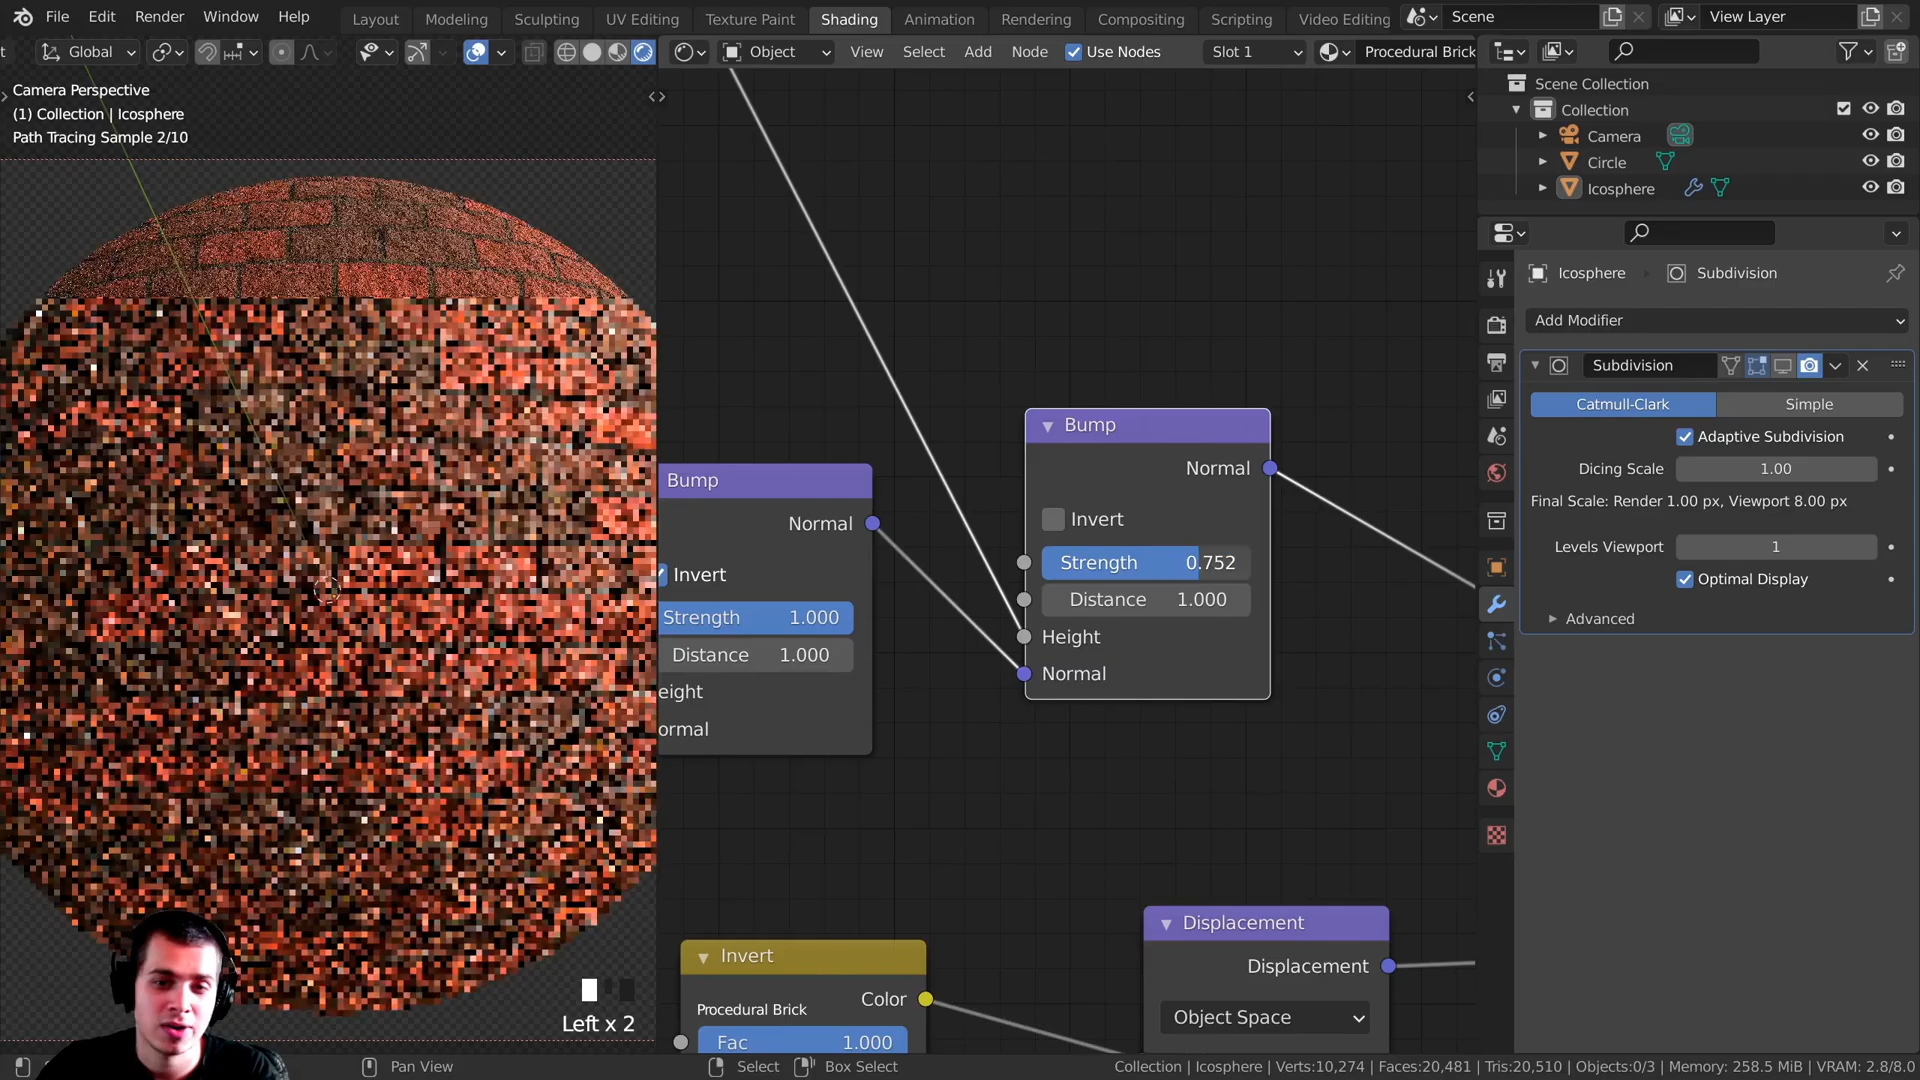 File Edit Render Window Help Layout Modeling Sculpting UV Editing Texture Paint Shading Animation Rendering Compositing Scripting Video Editing Scene View Layer
Global Object View Select Add Node Use Nodes Slot 1 Procedural Brick
Camera Perspective
(1) Collection | Icosphere
Path Tracing Sample 2/10
Scene Collection
Collection
Camera
Circle
Icosphere
Icosphere Subdivision
Add Modifier
Subdivision
Catmull-Clark Simple
Adaptive Subdivision
Dicing Scale 1.00
Final Scale: Render 1.00 px, Viewport 8.00 px
Levels Viewport 1
Optimal Display
Advanced
Bump
Normal
Invert
Strength 0.752
Distance 1.000
Height
Normal
Bump
Normal
Invert
Strength 1.000
Distance 1.000
eight
ormal
Displacement
Displacement
Object Space
Invert
Color
Procedural Brick
Fac 1.000
Left x 2
Pan View Select Box Select Collection | Icosphere | Verts:10,274 | Faces:20,481 | Tris:20,510 | Objects:0/3 | Memory: 258.5 MiB | VRAM: 2.8/8.0